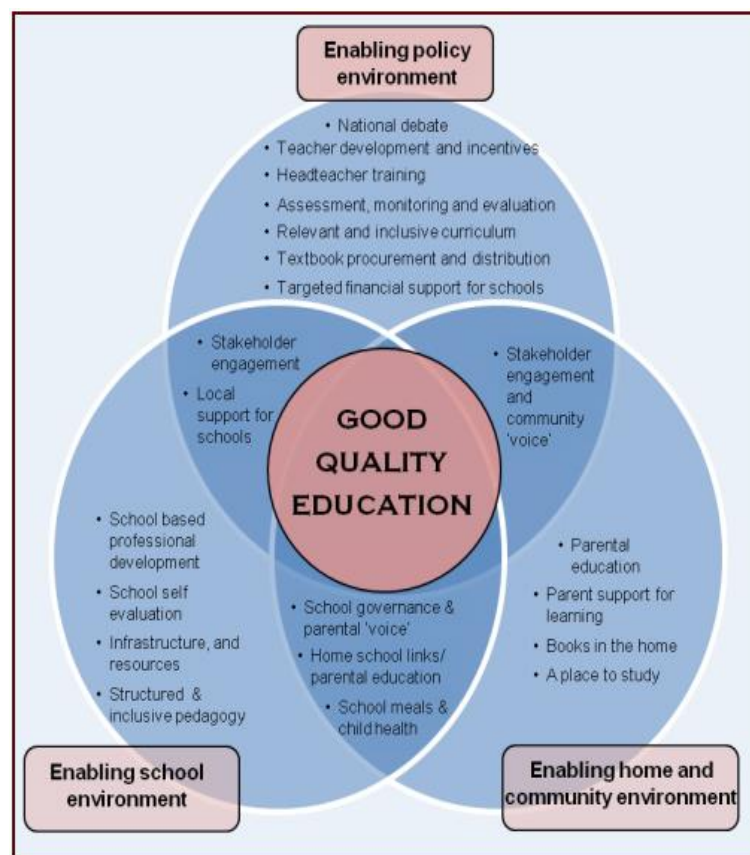 Enabling policy
environment
• National debate
• Teacher development and incentives
• Headteacher training
• Assessment, monitoring and evaluation
• Relevant and inclusive curriculum
• Textbook procurement and distribution
• Targeted financial support for schools
• Stakeholder
engagement
• Local
support for
schools
• Stakeholder
engagement
and
community
'voice'
GOOD
QUALITY
EDUCATION
• School based
professional
development
• School self
evaluation
• Infrastructure, and
resources
• Structured &
inclusive pedagogy
• School governance &
parental 'voice'
• Home school links/
parental education
• School meals &
child health
• Parental
education
• Parent support for
learning
• Books in the home
• A place to study
Enabling school
environment
Enabling home and
community environment